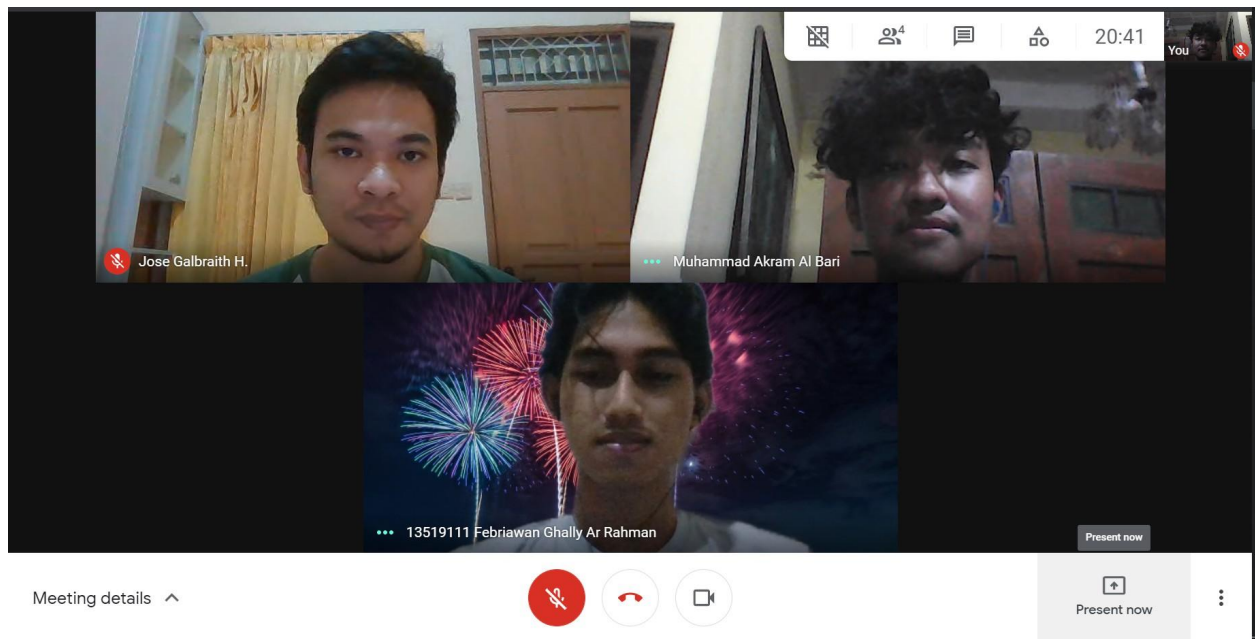 4
20:41
You
Jose Galbraith H.
Muhammad Akram Al Bari
13519111 Febriawan Ghally Ar Rahman
Present now
Meeting details
Present now